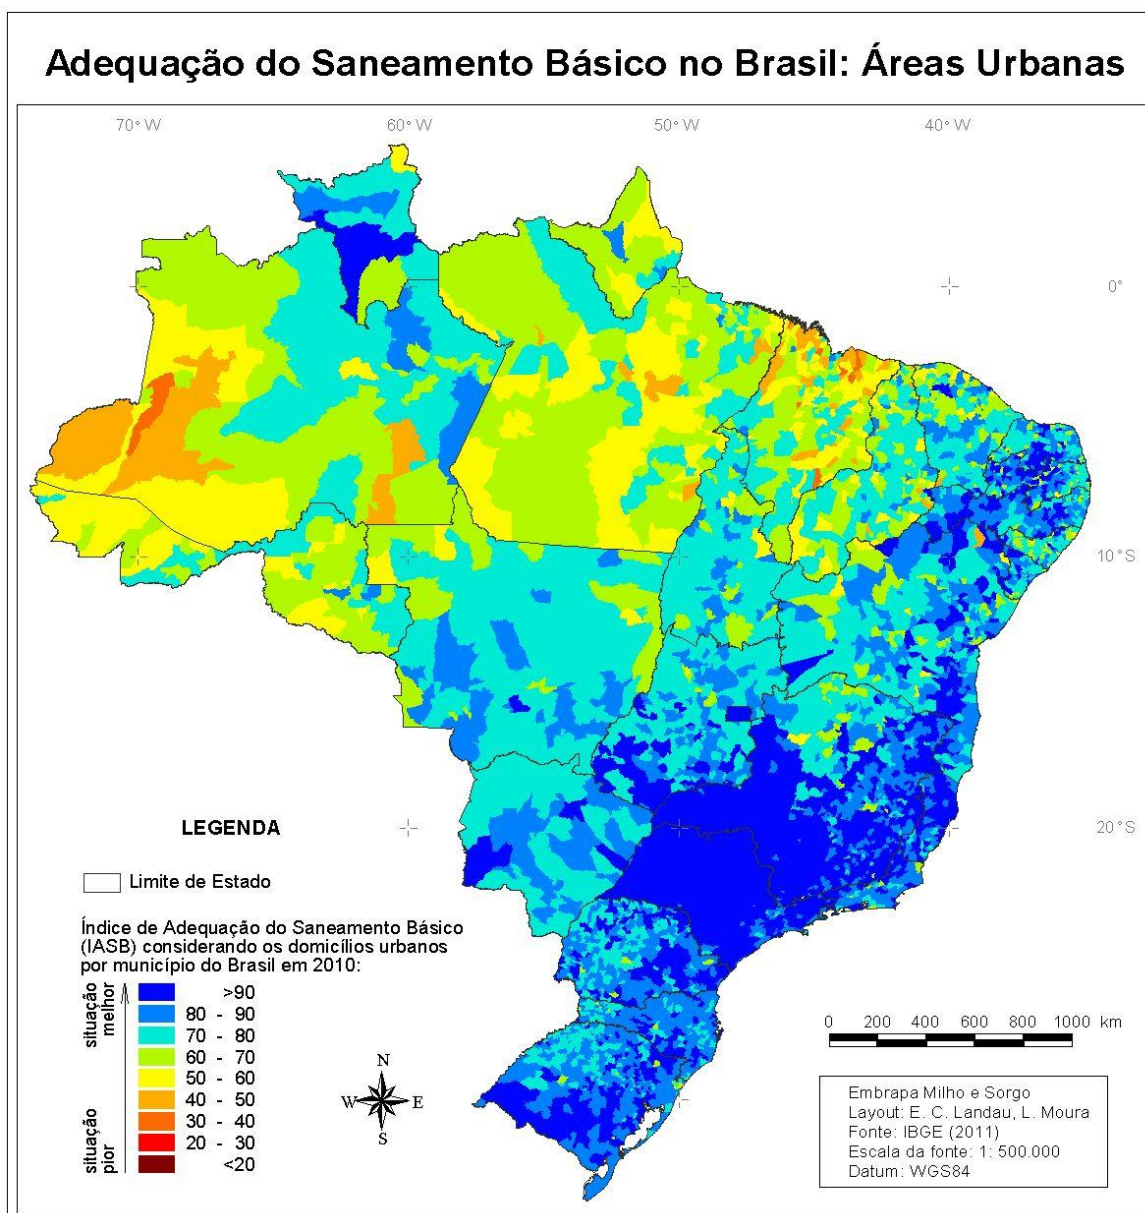 Adequação do Saneamento Básico no Brasil: Áreas Urbanas
70° W 60° W 50° W 40° W
0°
10°S
20°S
LEGENDA
Limite de Estado
Índice de Adequação do Saneamento Básico
(IASB) considerando os domicílios urbanos
por município do Brasil em 2010:
situação melhor
situação pior
>90
80 - 90
70 - 80
60 - 70
50 - 60
40 - 50
30 - 40
20 - 30
<20
N
W E
S
0 200 400 600 800 1000 km
Embrapa Milho e Sorgo
Layout: E. C. Landau, L. Moura
Fonte: IBGE (2011)
Escala da fonte: 1: 500.000
Datum: WGS84